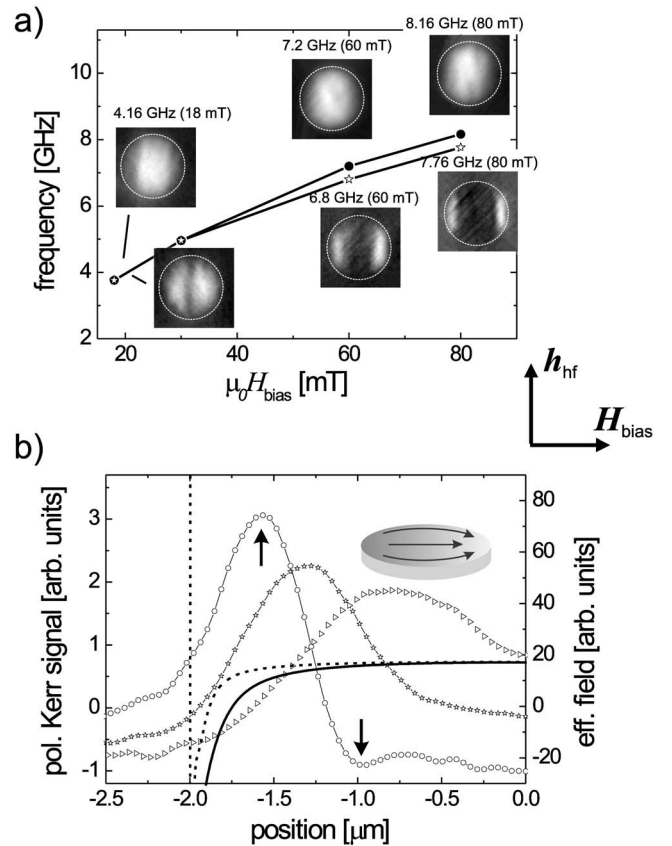 a)
8.16 GHz (80 mT)
7.2 GHz (60 mT)
10
4.16 GHz (18 mT)
8
7.76 GHz (80 mT)
6.8 GHz (60 mT)
6
4
2
frequency [GHz]
20 40 60 80
μ0Hbias [mT]
hhf
Hbias
b)
3
2
1
0
-1
pol. Kerr signal [arb. units]
80
60
40
20
0
-20
eff. field [arb. units]
-2.5 -2.0 -1.5 -1.0 -0.5 0.0
position [μm]